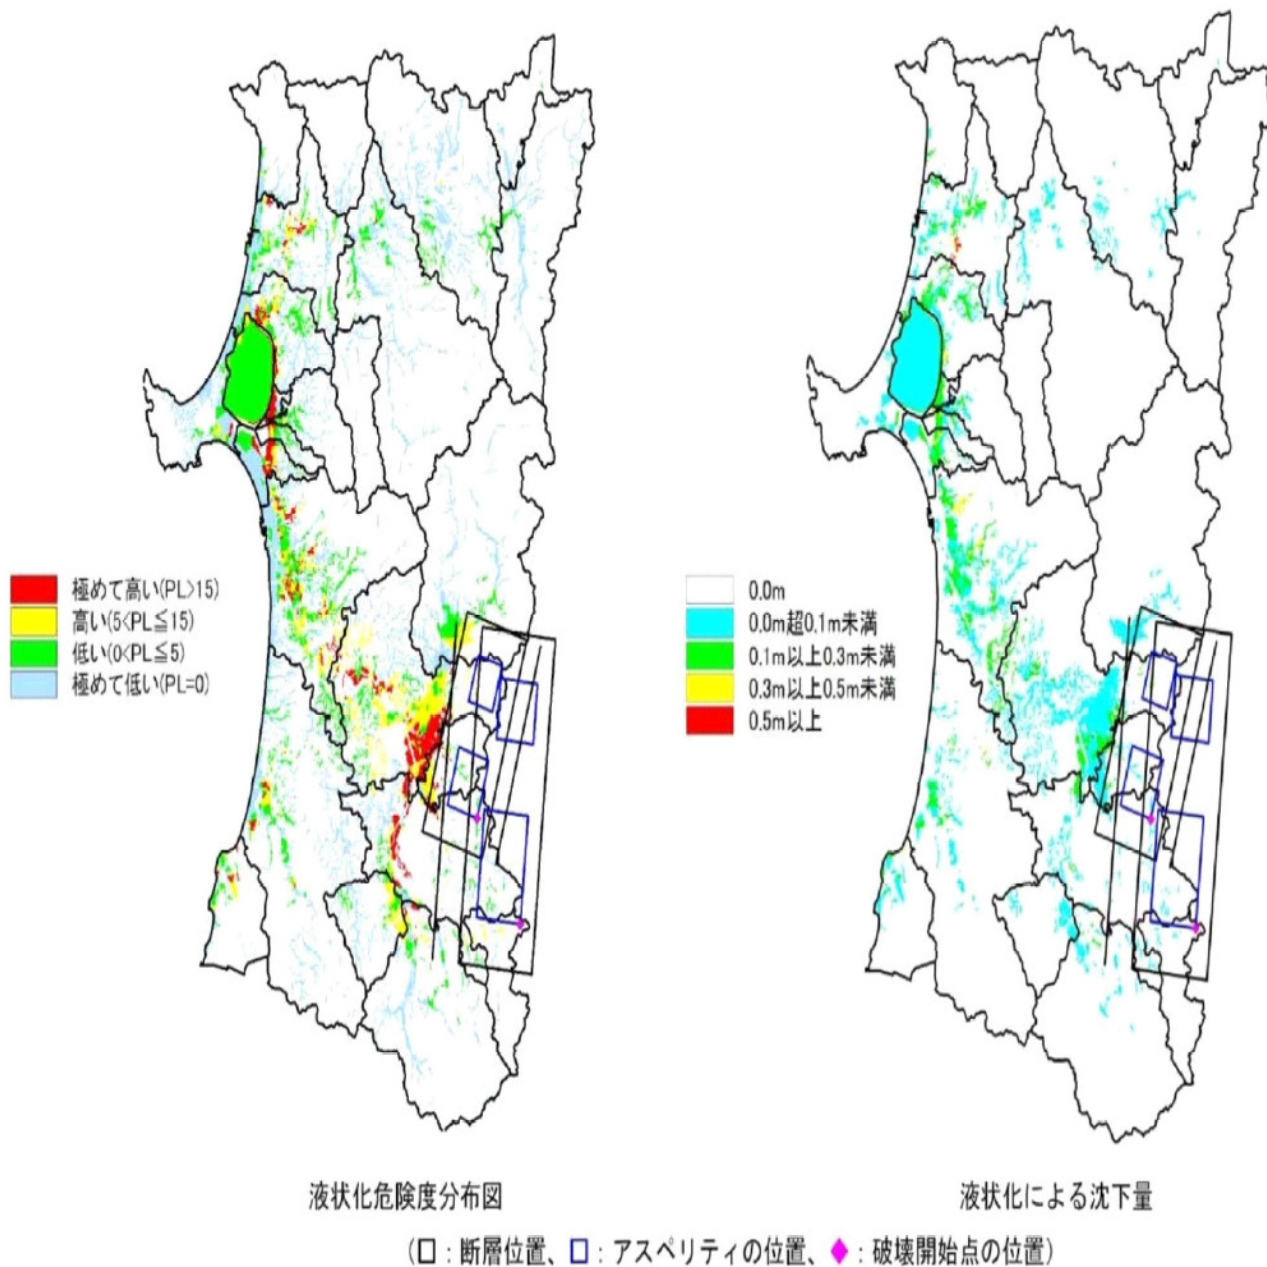 極めて高い(PL>15)
高い(5<PL≦15)
低い(0<PL≦5)
極めて低い(PL=0)
0.0m
0.0m超0.1m未満
0.1m以上0.3m未満
0.3m以上0.5m未満
0.5m以上
液状化危険度分布図
液状化による沈下量
(□：断層位置、□：アスペリティの位置、◆：破壊開始点の位置)